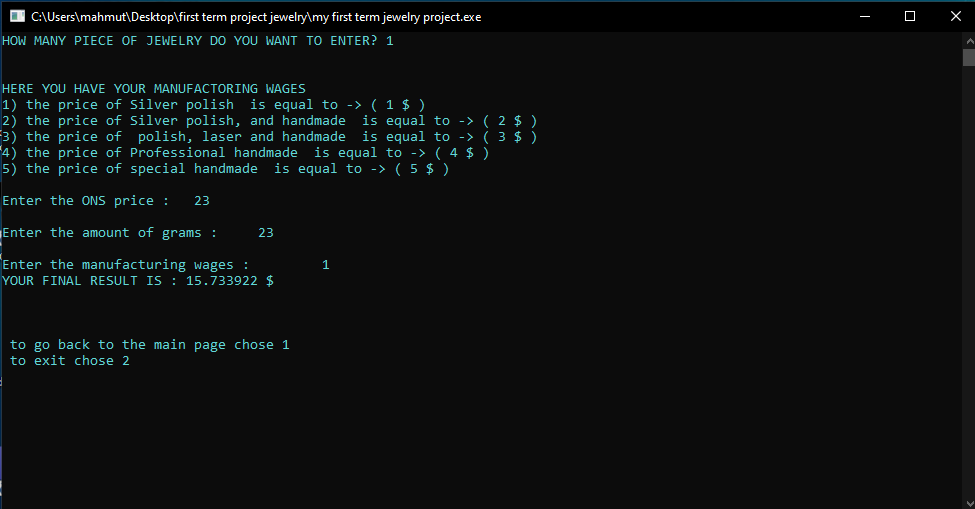 C:\Users\mahmut\Desktop\first term project jewelry\my first term jewelry project.exe
HOW MANY PIECE OF JEWELRY DO YOU WANT TO ENTER? 1
HERE YOU HAVE YOUR MANUFACTORING WAGES
1) the price of Silver polish  is equal to -> ( 1 $ )
2) the price of Silver polish, and handmade  is equal to -> ( 2 $ )
3) the price of  polish, laser and handmade  is equal to -> ( 3 $ )
4) the price of Professional handmade  is equal to -> ( 4 $ )
5) the price of special handmade  is equal to -> ( 5 $ )
Enter the ONS price :   23
Enter the amount of grams :     23
Enter the manufacturing wages :         1
YOUR FINAL RESULT IS : 15.733922 $
to go back to the main page chose 1
to exit chose 2